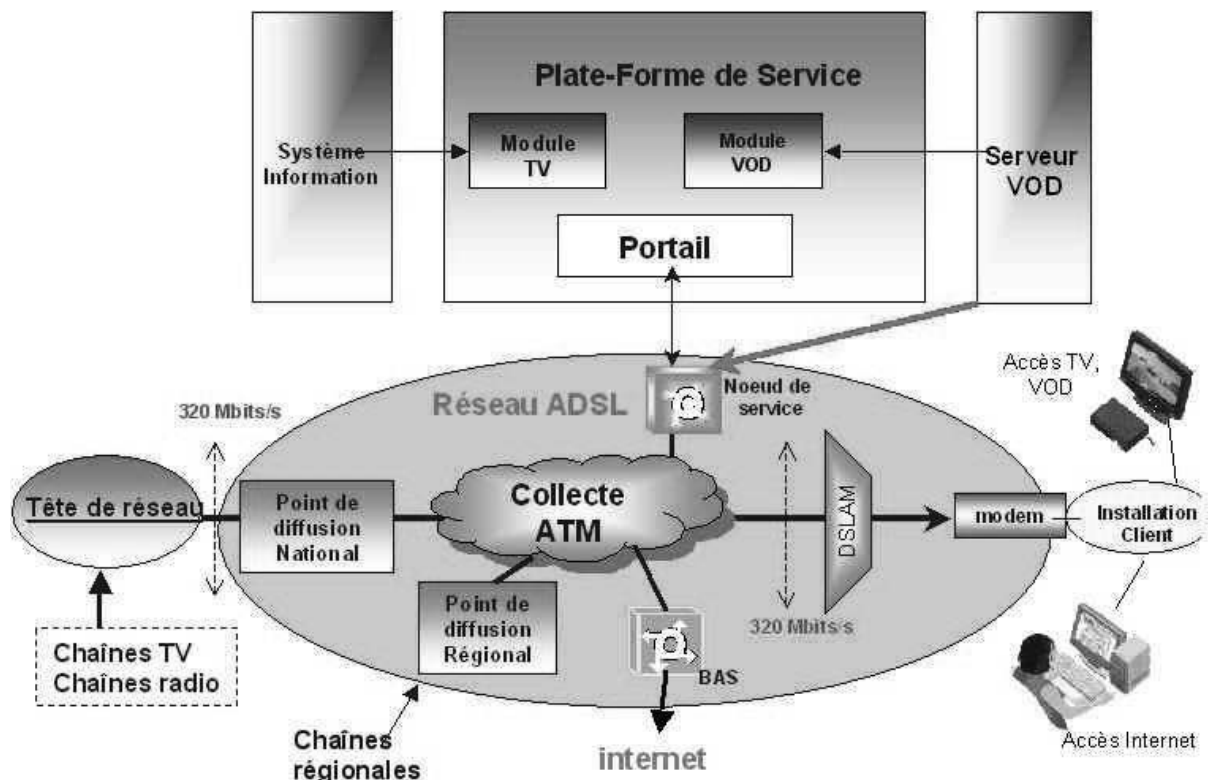 Plate-Forme de Service
Système
Information
Module
TV
Module
VOD
Serveur
VOD
Portail
Noeud de
service
Accès TV,
VOD
Réseau ADSL
320 Mbits/s
Tête de réseau
Point de
diffusion
National
Collecte
ATM
DSLAM
modem
Installation
Client
Point de
diffusion
Régional
320 Mbits/s
BAS
Chaînes TV
Chaînes radio
Chaînes
régionales
internet
Accès Internet